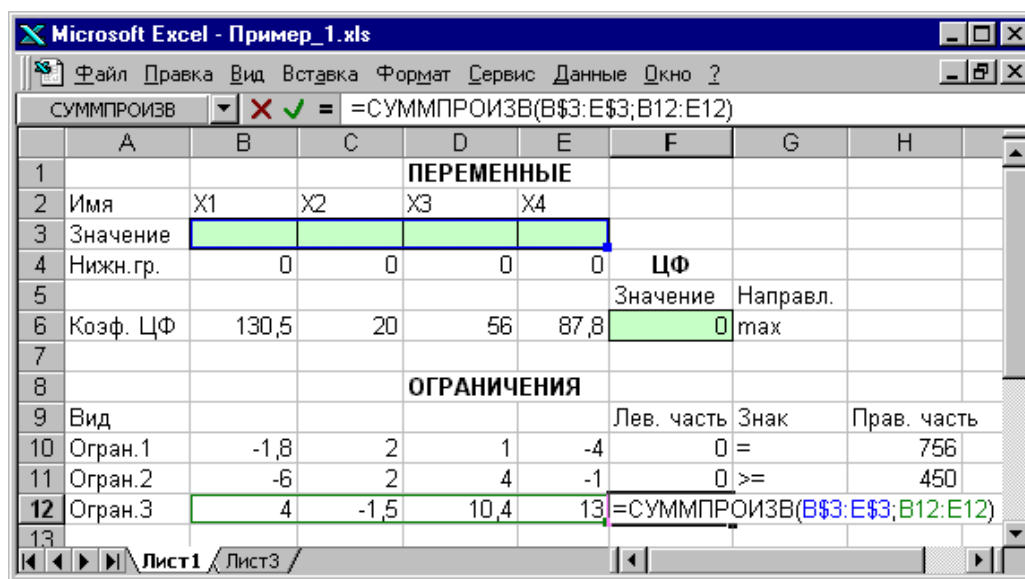 Microsoft Excel - Пример_1.xls
Файл Правка Вид Вставка Формат Сервис Данные Окно ?
СУММПРОИЗВ =СУММПРОИЗВ(B$3:E$3;B12:E12)
A B C D E F G H
1 ПЕРЕМЕННЫЕ
2 Имя X1 X2 X3 X4
3 Значение
4 Нижн.гр. 0 0 0 0 ЦФ
5 Значение Направл.
6 Коэф. ЦФ 130,5 20 56 87,8 0 max
7
8 ОГРАНИЧЕНИЯ
9 Вид Лев. часть Знак Прав. часть
10 Огран.1 -1,8 2 1 -4 0 = 756
11 Огран.2 -6 2 4 -1 0 >= 450
12 Огран.3 4 -1,5 10,4 13 =СУММПРОИЗВ(B$3:E$3;B12:E12)
13
Лист1 Лист3